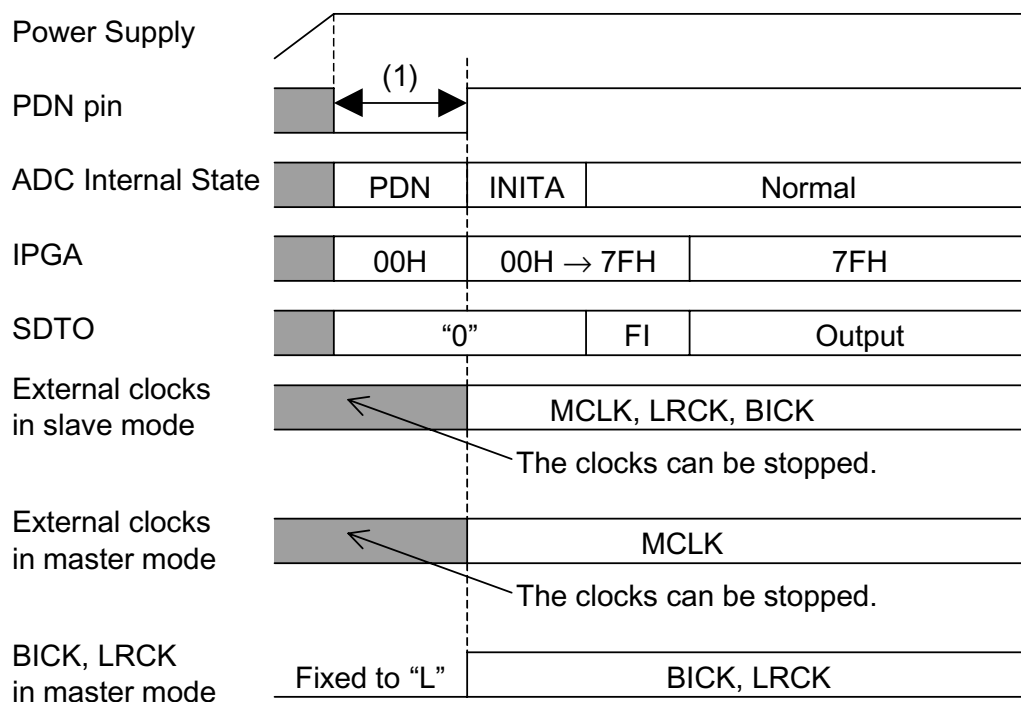 Power Supply
(1)
PDN pin
ADC Internal State PDN INITA Normal
IPGA 00H 00H → 7FH 7FH
SDTO “0” FI Output
External clocks
in slave mode
MCLK, LRCK, BICK
The clocks can be stopped.
External clocks
in master mode
MCLK
The clocks can be stopped.
BICK, LRCK
in master mode
Fixed to “L” BICK, LRCK